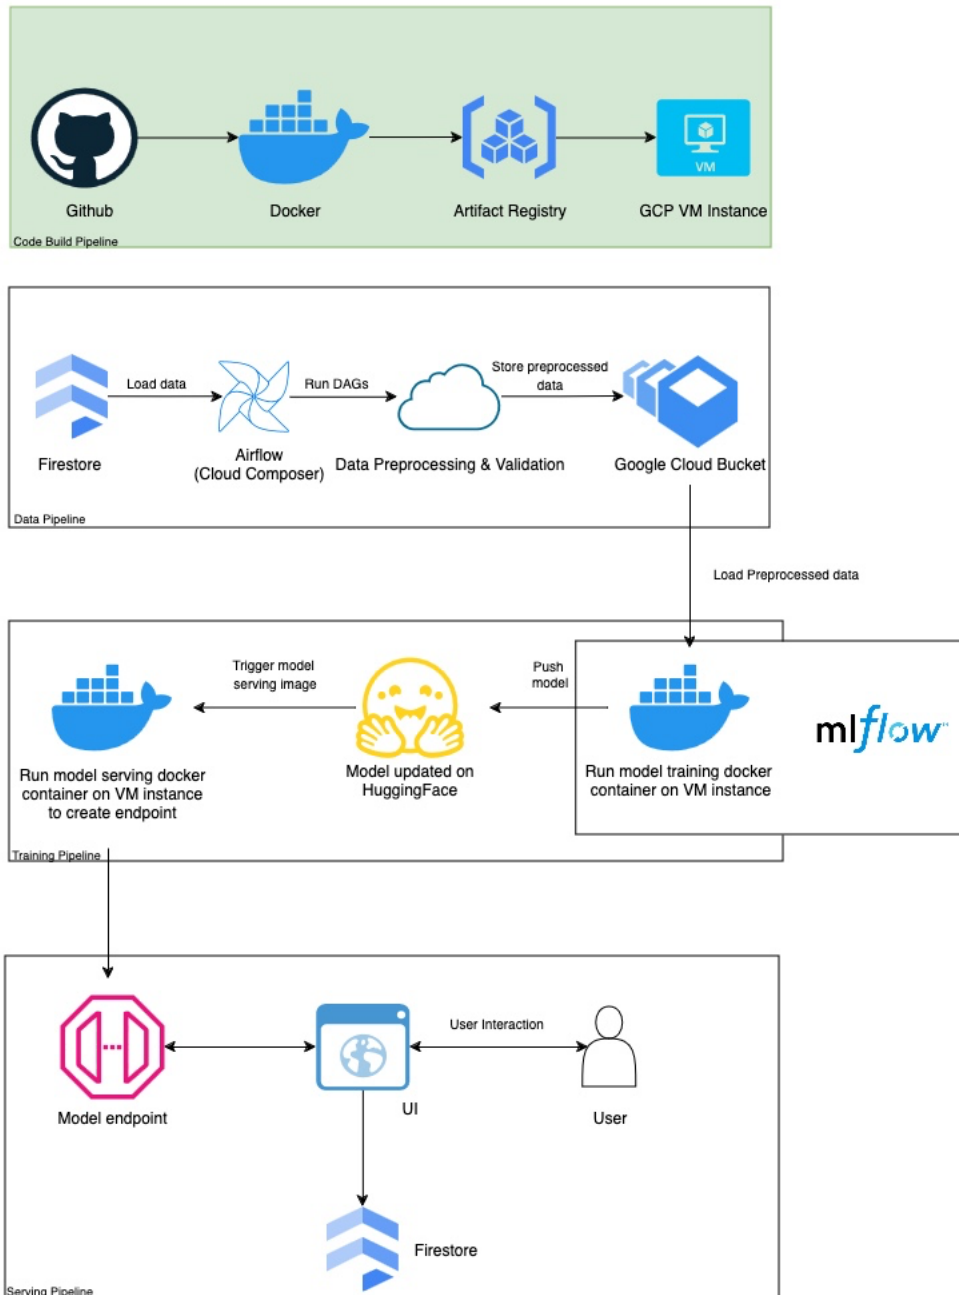 Github
Docker
Artifact Registry
VM
GCP VM Instance
Code Build Pipeline
Load data
Run DAGs
Store preprocessed
data
Firestore
Airflow
(Cloud Composer)
Data Preprocessing & Validation
Google Cloud Bucket
Data Pipeline
Load Preprocessed data
Trigger model
serving image
Push
model
mlflow
Run model serving docker
container on VM instance
to create endpoint
Model updated on
HuggingFace
Run model training docker
container on VM instance
Training Pipeline
User Interaction
Model endpoint
UI
User
Firestore
Serving Pipeline